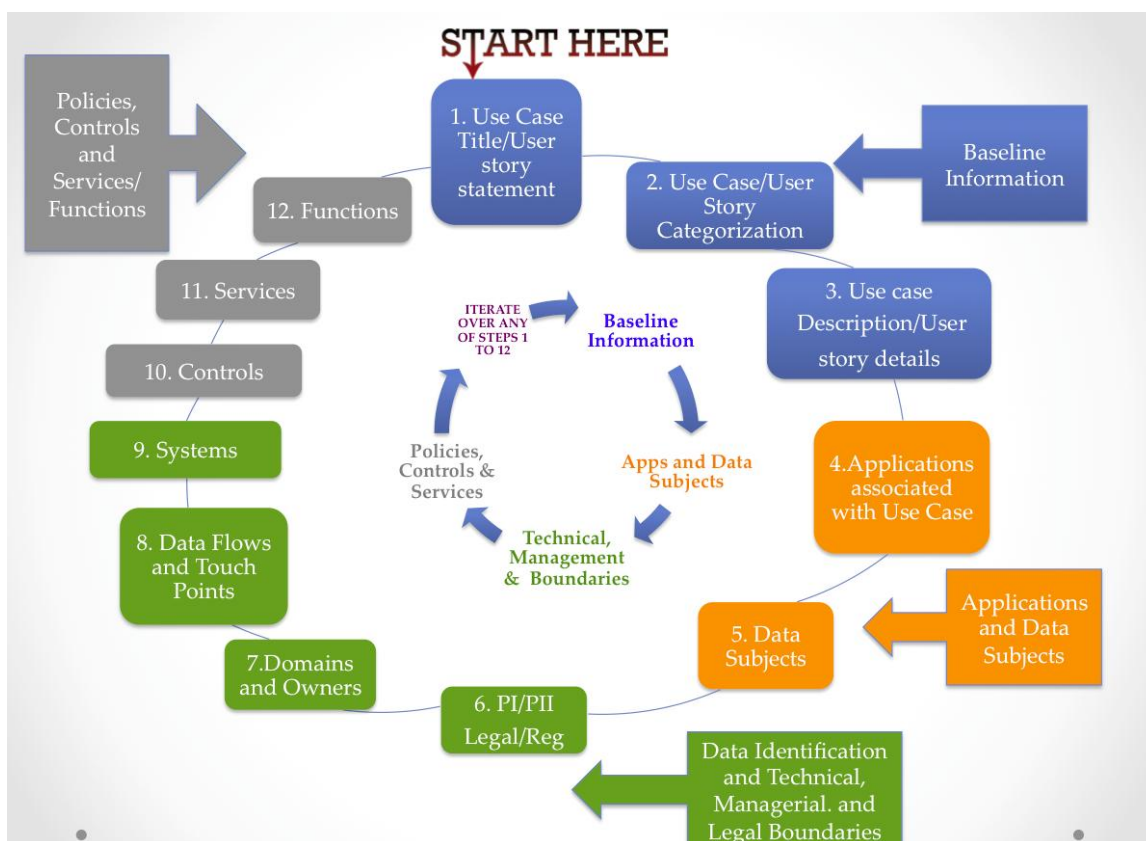 START HERE
Policies,
Controls
and
Services/
Functions
1. Use Case
Title/User
story
statement
Baseline
Information
2. Use Case/User
Story
Categorization
3. Use case
Description/User
story details
4.Applications
associated
with Use Case
Applications
and Data
Subjects
5. Data
Subjects
6. PI/PII
Legal/Reg
Data Identification
and Technical,
Managerial. and
Legal Boundaries
7.Domains
and Owners
8. Data Flows
and Touch
Points
9. Systems
10. Controls
11. Services
12. Functions
ITERATE
OVER ANY
OF STEPS 1
TO 12
Baseline
Information
Apps and Data
Subjects
Technical,
Management
& Boundaries
Policies,
Controls &
Services